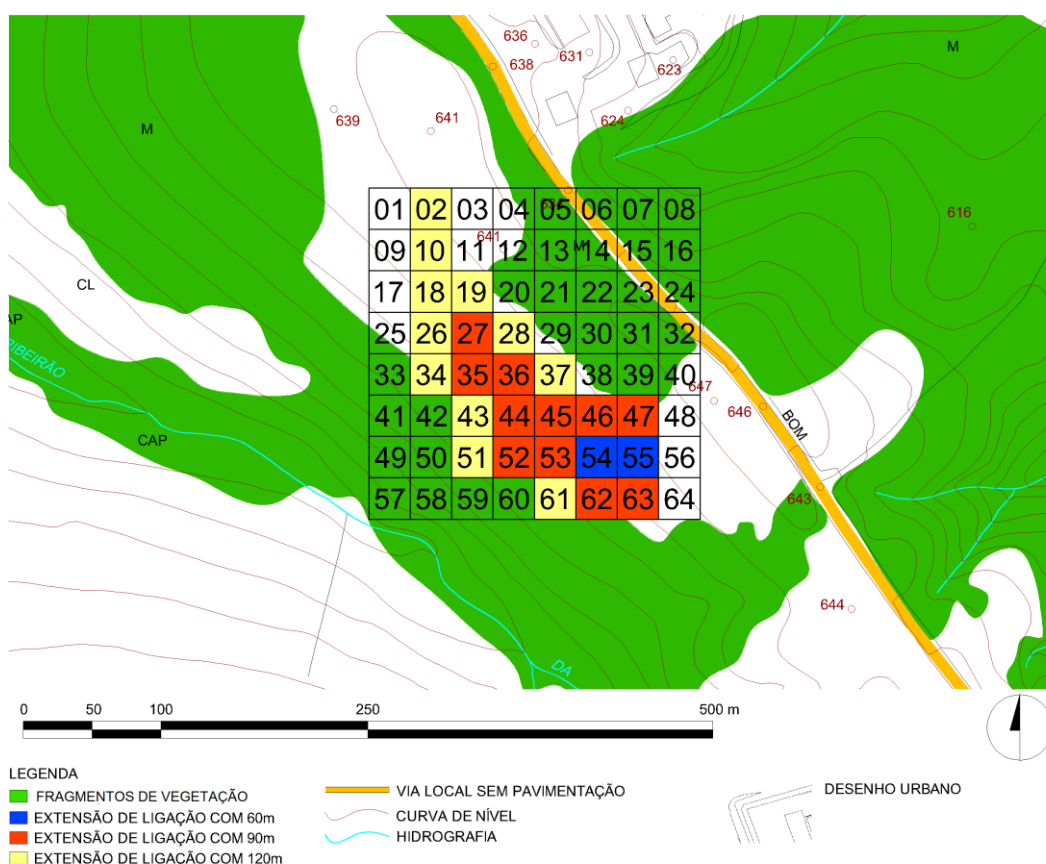 636
638
631
623
624
639
641
M
M
616
01 02 03 04 05 06 07 08
09 10 11 12 13 14 15 16
641
M
17 18 19 20 21 22 23 24
25 26 27 28 29 30 31 32
33 34 35 36 37 38 39 40
41 42 43 44 45 46 47 48
49 50 51 52 53 54 55 56
57 58 59 60 61 62 63 64
CL
AP
RIBEIRÃO
CAP
647
646
BOM
643
644
DA
0 50 100 250 500 m
LEGENDA
FRAGMENTOS DE VEGETAÇÃO
EXTENSÃO DE LIGAÇÃO COM 60m
EXTENSÃO DE LIGAÇÃO COM 90m
EXTENSÃO DE LIGAÇÃO COM 120m
VIA LOCAL SEM PAVIMENTAÇÃO
CURVA DE NÍVEL
HIDROGRAFIA
DESENHO URBANO